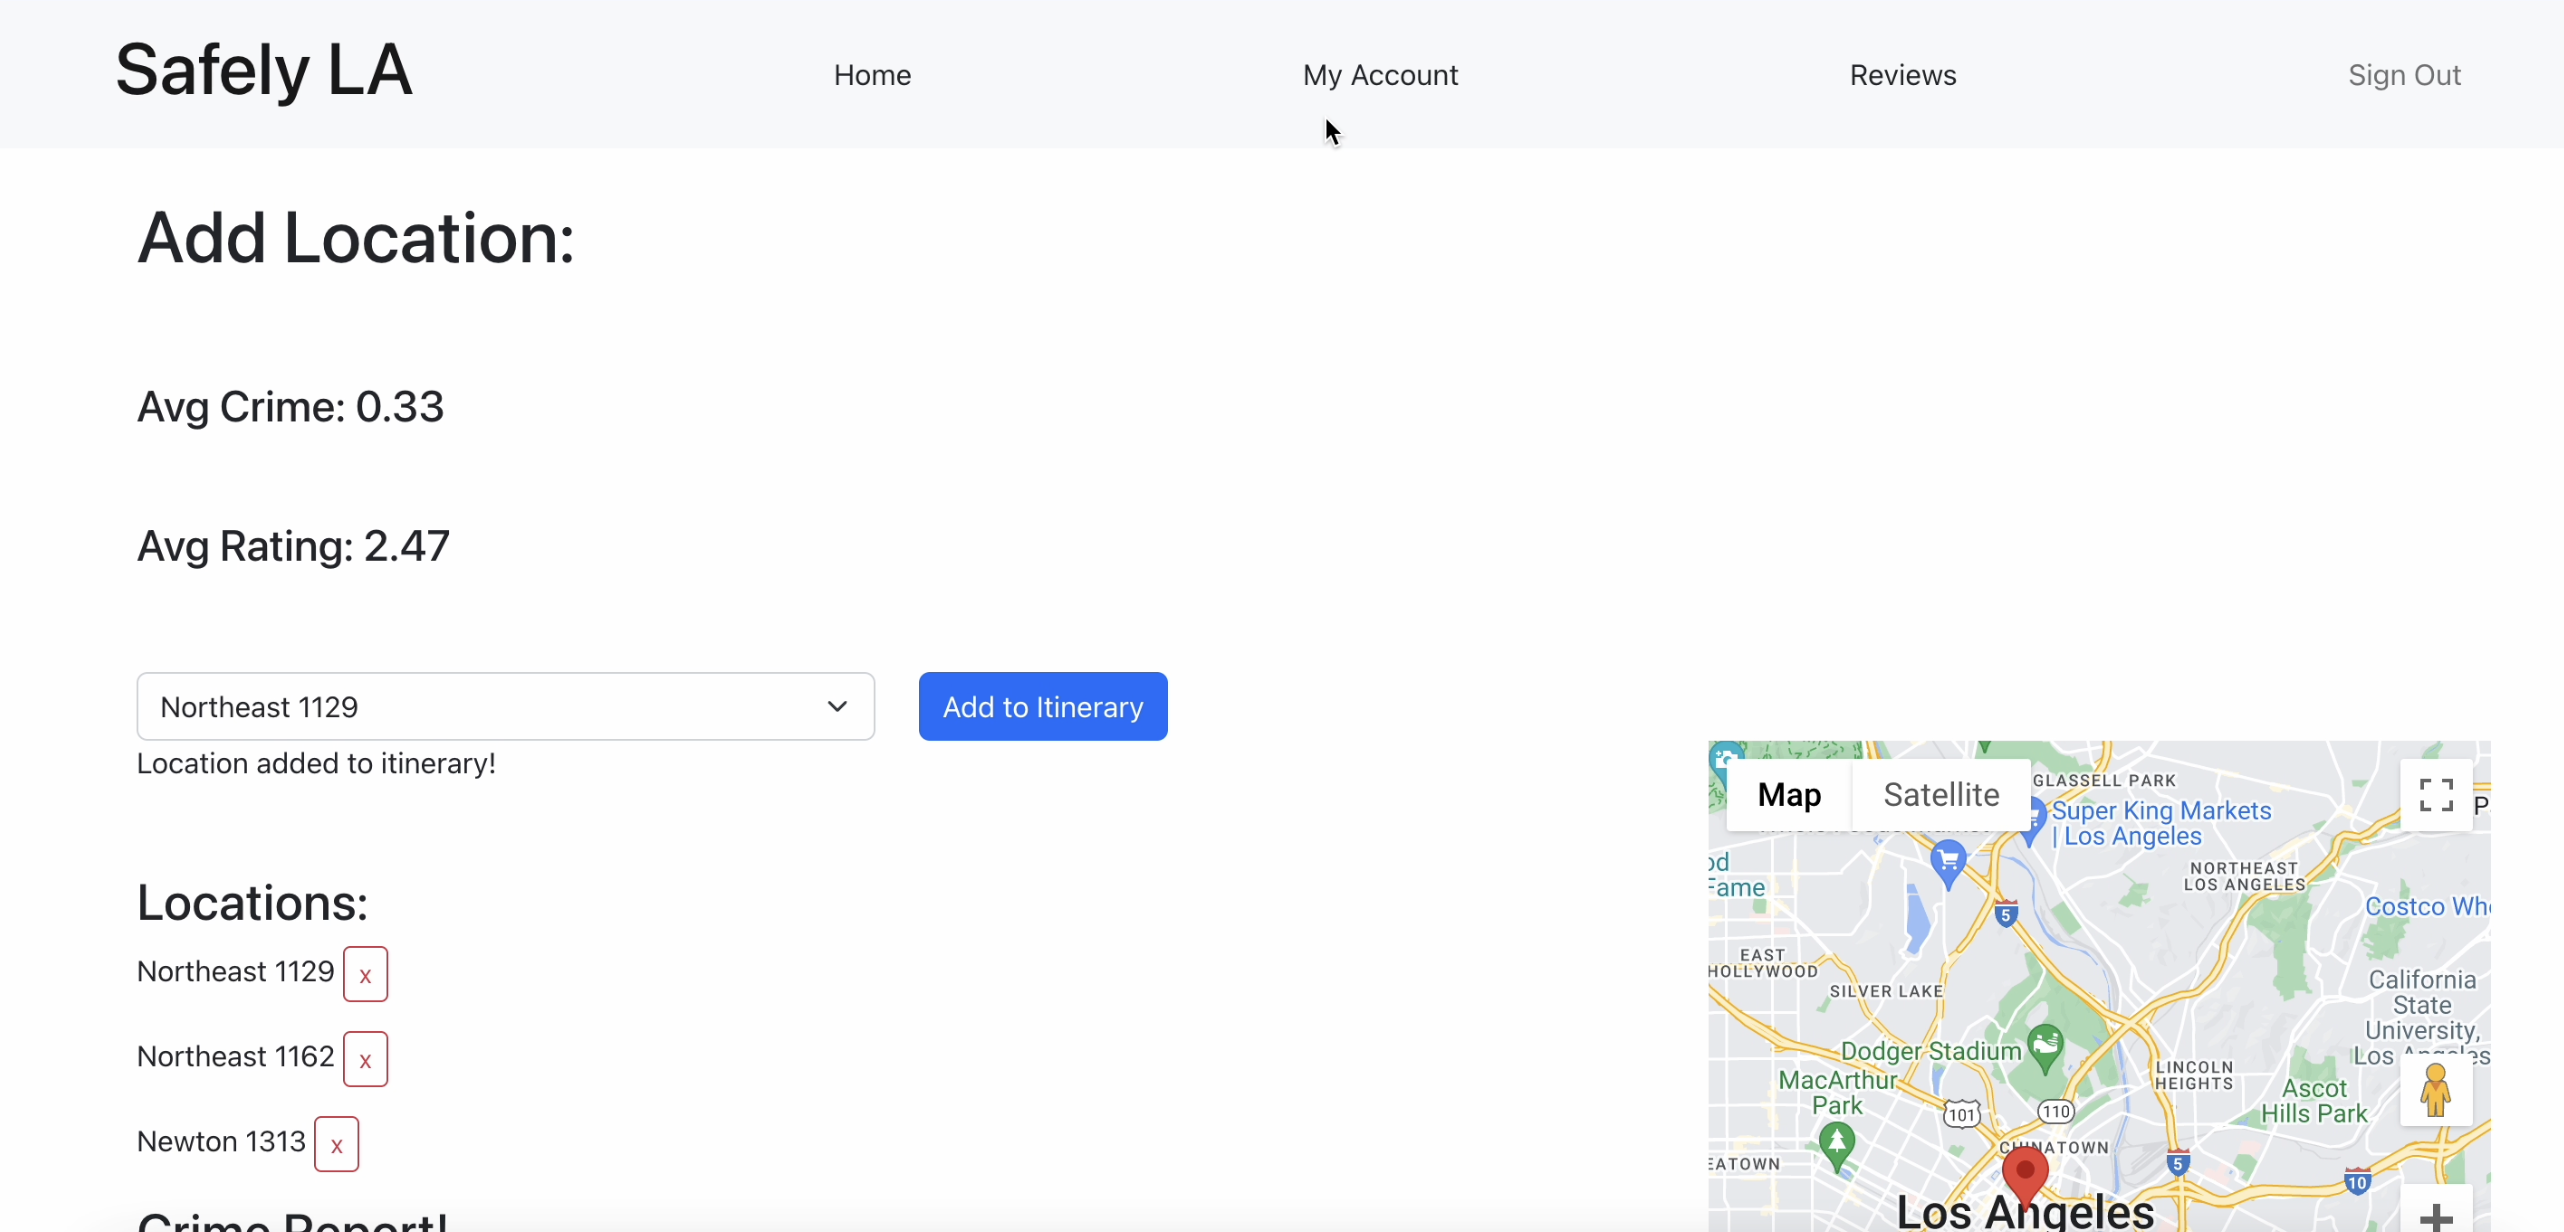 Safely LA
Home
My Account
Reviews
Sign Out
Add Location:
Avg Crime: 0.33
Avg Rating: 2.47
Northeast 1129
Add to Itinerary
Location added to itinerary!
Locations:
Northeast 1129 x
Northeast 1162 x
Newton 1313 x
Crime Report!
Map
Satellite
GLASSELL PARK
Super King Markets
| Los Angeles
P
od
Fame
NORTHEAST
LOS ANGELES
Costco Who
5
EAST
HOLLYWOOD
SILVER LAKE
California
State
University,
Los Angeles
Dodger Stadium
MacArthur
Park
LINCOLN
HEIGHTS
Ascot
Hills Park
101
110
CHINATOWN
EATOWN
5
10
Los Angeles